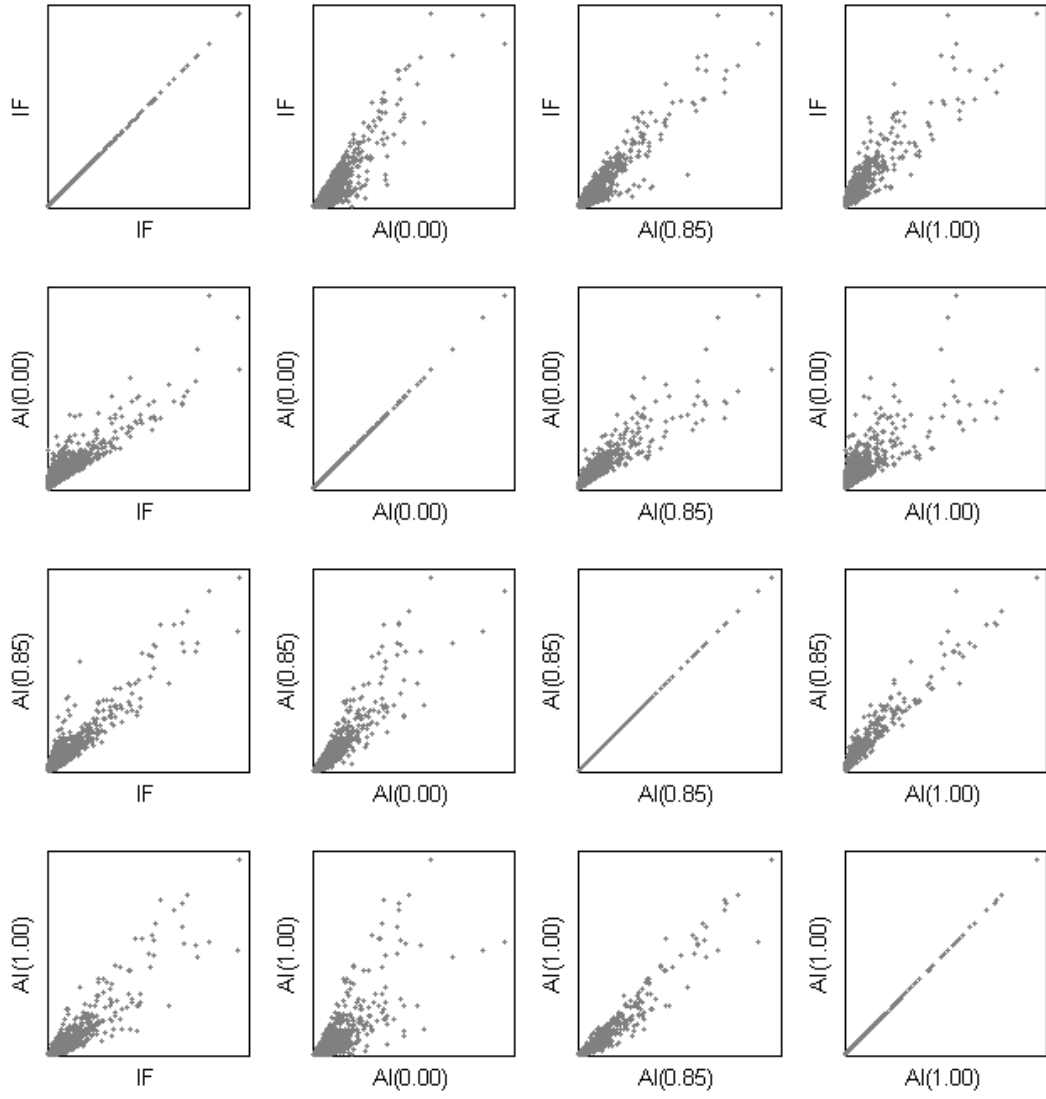 IF IF IF IF
IF AI(0.00) AI(0.85) AI(1.00)
AI(0.00) AI(0.00) AI(0.00) AI(0.00)
IF AI(0.00) AI(0.85) AI(1.00)
AI(0.85) AI(0.85) AI(0.85) AI(0.85)
IF AI(0.00) AI(0.85) AI(1.00)
AI(1.00) AI(1.00) AI(1.00) AI(1.00)
IF AI(0.00) AI(0.85) AI(1.00)